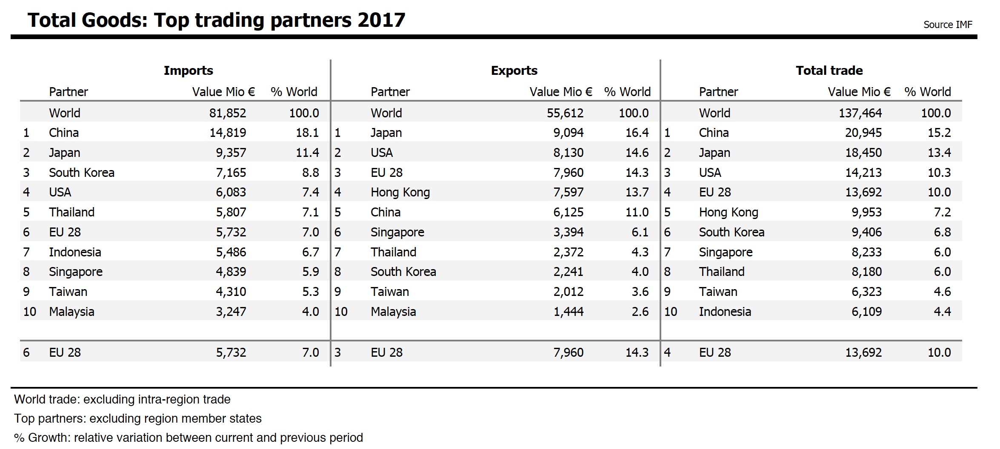 Total Goods: Top trading partners 2017
Source IMF
Imports Exports Total trade
Partner Value Mio € % World Partner Value Mio € % World Partner Value Mio € % World
World 81,852 100.0 World 55,612 100.0 World 137,464 100.0
1 China 14,819 18.1 1 Japan 9,094 16.4 1 China 20,945 15.2
2 Japan 9,357 11.4 2 USA 8,130 14.6 2 Japan 18,450 13.4
3 South Korea 7,165 8.8 3 EU 28 7,960 14.3 3 USA 14,213 10.3
4 USA 6,083 7.4 4 Hong Kong 7,597 13.7 4 EU 28 13,692 10.0
5 Thailand 5,807 7.1 5 China 6,125 11.0 5 Hong Kong 9,953 7.2
6 EU 28 5,732 7.0 6 Singapore 3,394 6.1 6 South Korea 9,406 6.8
7 Indonesia 5,486 6.7 7 Thailand 2,372 4.3 7 Singapore 8,233 6.0
8 Singapore 4,839 5.9 8 South Korea 2,241 4.0 8 Thailand 8,180 6.0
9 Taiwan 4,310 5.3 9 Taiwan 2,012 3.6 9 Taiwan 6,323 4.6
10 Malaysia 3,247 4.0 10 Malaysia 1,444 2.6 10 Indonesia 6,109 4.4
6 EU 28 5,732 7.0 3 EU 28 7,960 14.3 4 EU 28 13,692 10.0
World trade: excluding intra-region trade
Top partners: excluding region member states
% Growth: relative variation between current and previous period